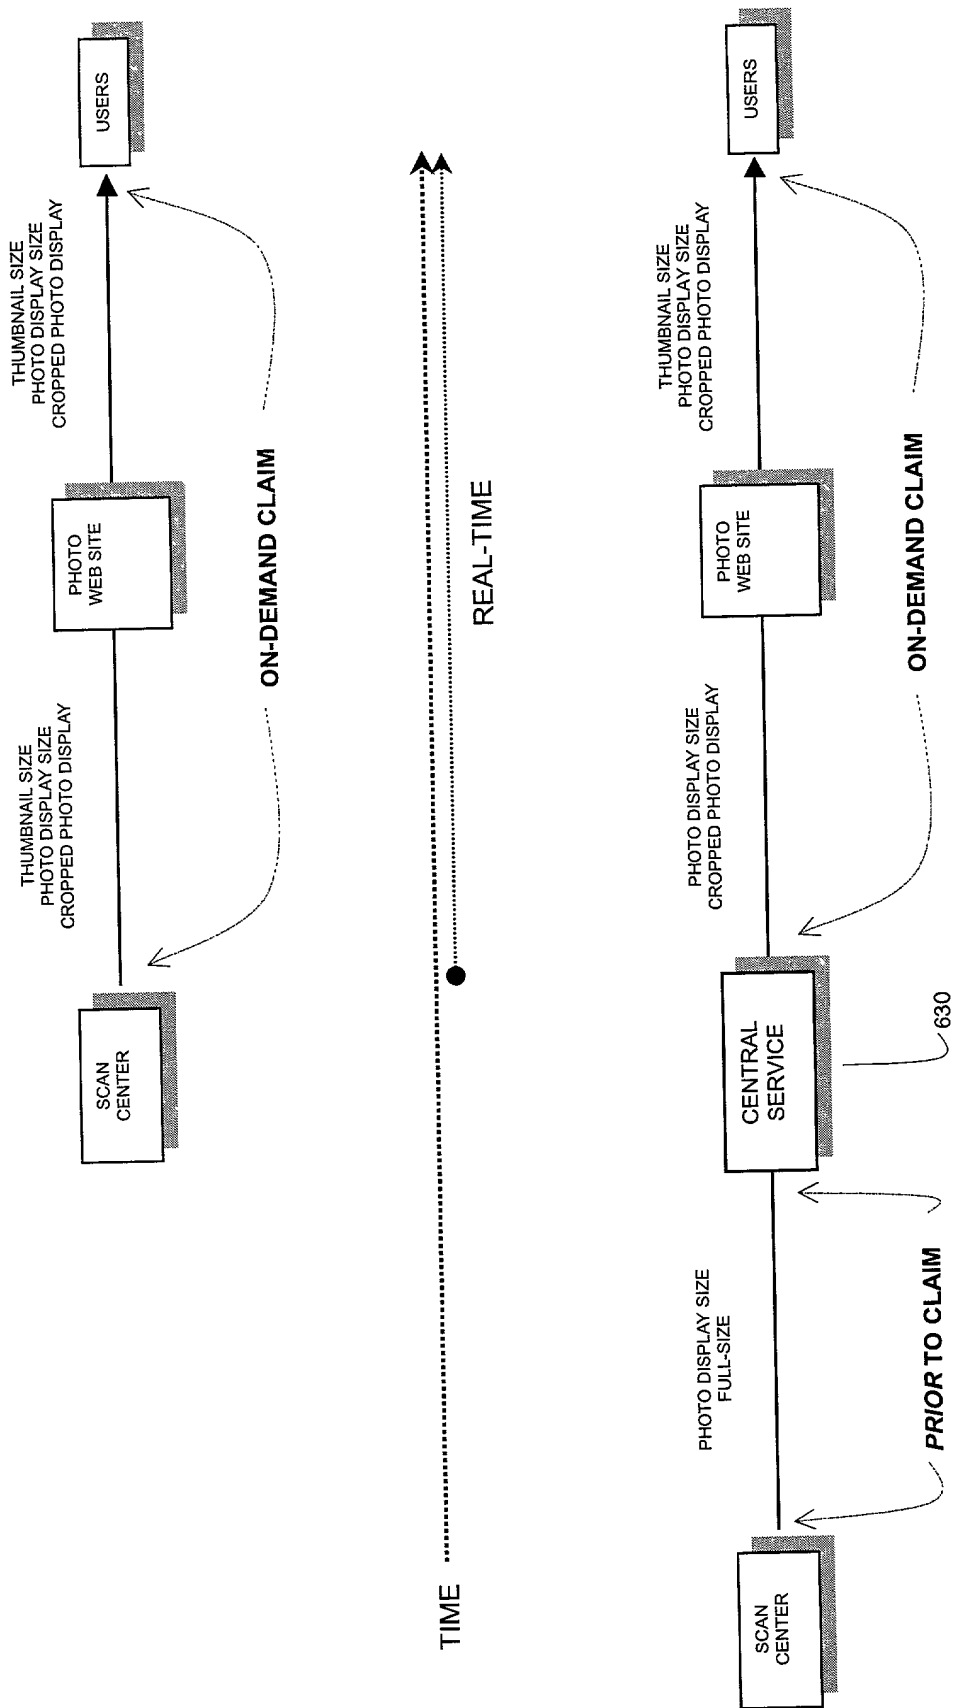 SCAN
CENTER
THUMBNAIL SIZE
PHOTO DISPLAY SIZE
CROPPED PHOTO DISPLAY
PHOTO
WEB SITE
THUMBNAIL SIZE
PHOTO DISPLAY SIZE
CROPPED PHOTO DISPLAY
USERS
ON-DEMAND CLAIM
TIME
REAL-TIME
SCAN
CENTER
PHOTO DISPLAY SIZE
FULL-SIZE
CENTRAL
SERVICE
PHOTO DISPLAY SIZE
CROPPED PHOTO DISPLAY
PHOTO
WEB SITE
THUMBNAIL SIZE
PHOTO DISPLAY SIZE
CROPPED PHOTO DISPLAY
USERS
PRIOR TO CLAIM
630
ON-DEMAND CLAIM